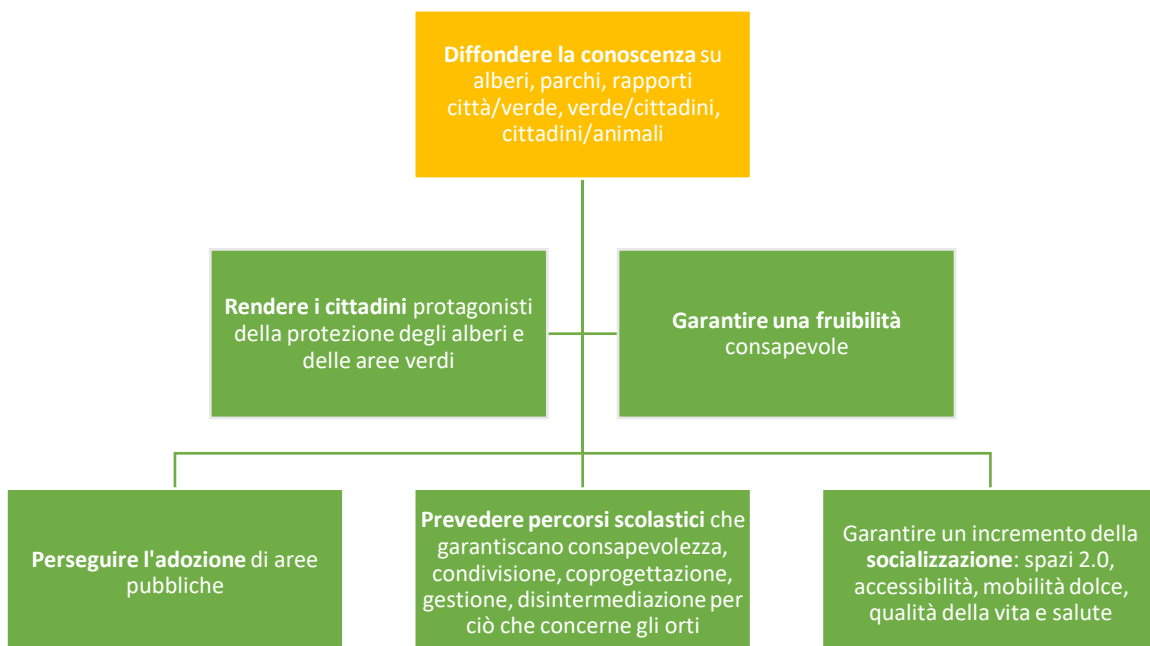 Diffondere la conoscenza su
alberi, parchi, rapporti
città/verde, verde/cittadini,
cittadini/animali
Rendere i cittadini protagonisti
della protezione degli alberi e
delle aree verdi
Garantire una fruibilità
consapevole
Perseguire l'adozione di aree
pubbliche
Prevedere percorsi scolastici che
garantiscano consapevolezza,
condivisione, coprogettazione,
gestione, disintermediazione per
ciò che concerne gli orti
Garantire un incremento della
socializzazione: spazi 2.0,
accessibilità, mobilità dolce,
qualità della vita e salute